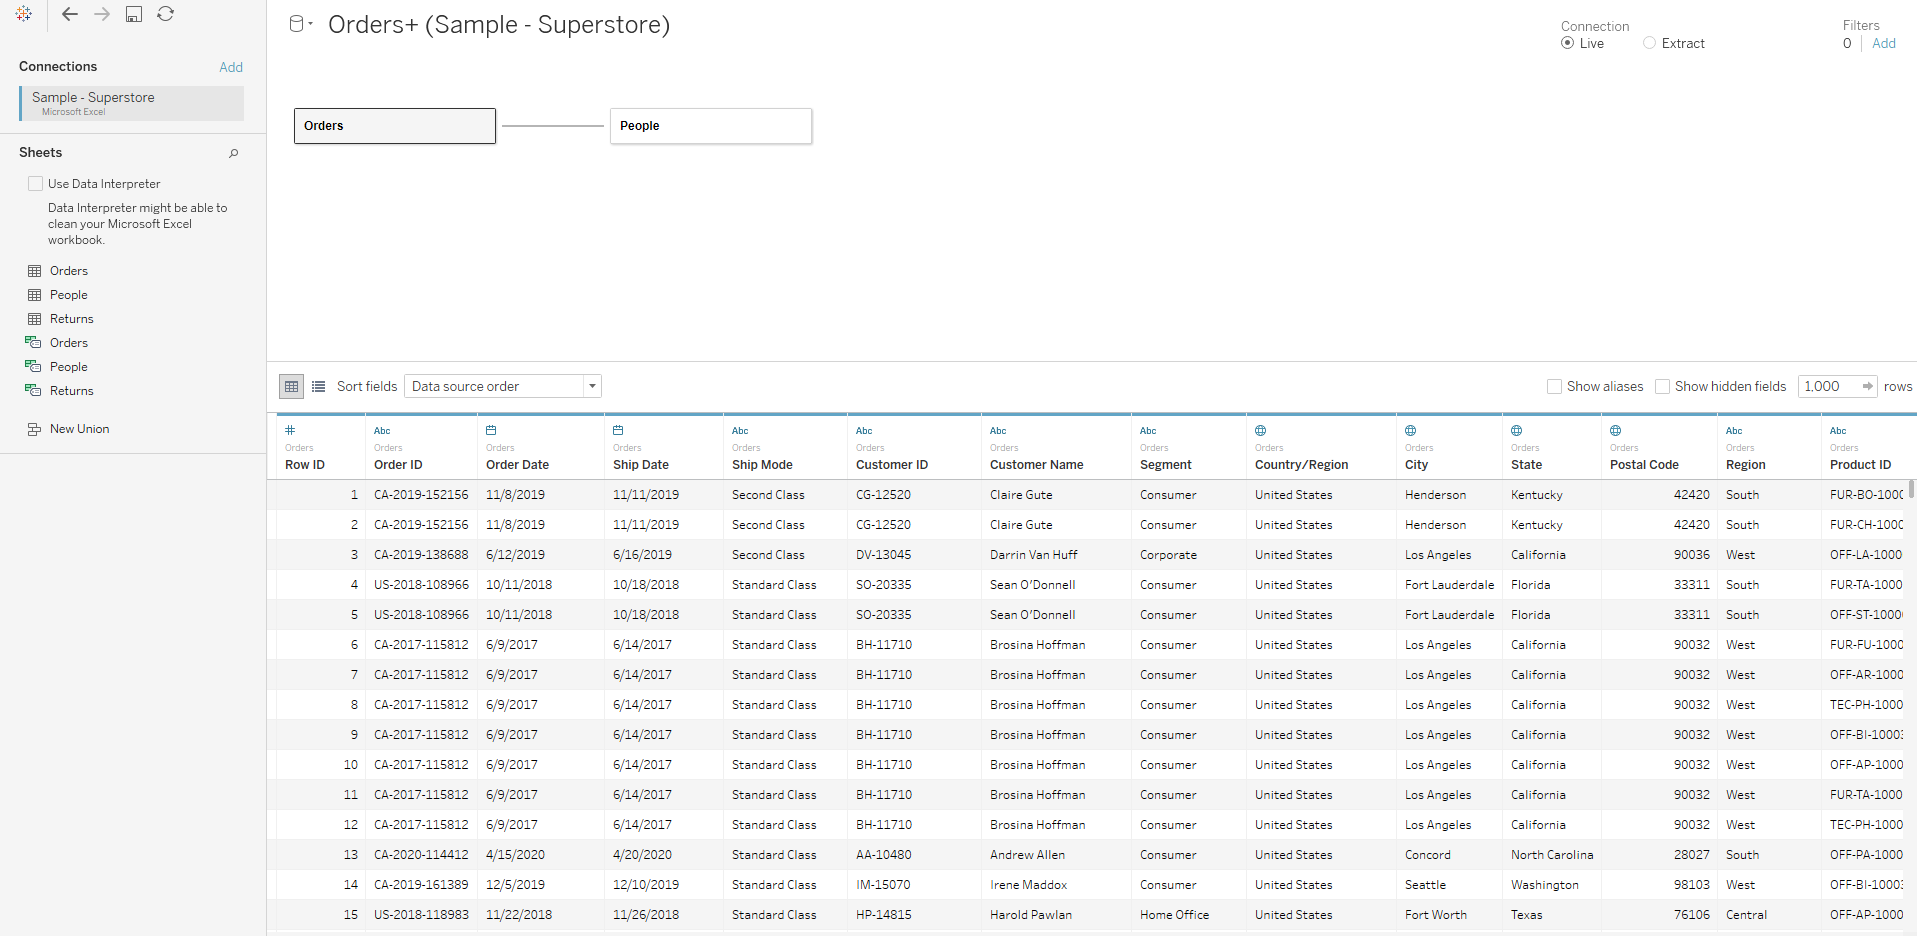 Orders+ (Sample - Superstore)
Connection
Live
Extract
Filters
0 Add
Connections Add
Sample - Superstore
Microsoft Excel
Sheets
Use Data Interpreter
Data Interpreter might be able to
clean your Microsoft Excel
workbook.
Orders
People
Returns
Orders
People
Returns
New Union
Orders People
Sort fields Data source order Show aliases Show hidden fields 1,000 rows
# Abc Abc Abc Abc Abc Abc Abc
Orders Orders Orders Orders Orders Orders Orders Orders Orders Orders Orders Orders Orders Orders
Row ID Order ID Order Date Ship Date Ship Mode Customer ID Customer Name Segment Country/Region City State Postal Code Region Product ID
1 CA-2019-152156 11/8/2019 11/11/2019 Second Class CG-12520 Claire Gute Consumer United States Henderson Kentucky 42420 South FUR-BO-1000
2 CA-2019-152156 11/8/2019 11/11/2019 Second Class CG-12520 Claire Gute Consumer United States Henderson Kentucky 42420 South FUR-CH-1000
3 CA-2019-138688 6/12/2019 6/16/2019 Second Class DV-13045 Darrin Van Huff Corporate United States Los Angeles California 90036 West OFF-LA-1000
4 US-2018-108966 10/11/2018 10/18/2018 Standard Class SO-20335 Sean O'Donnell Consumer United States Fort Lauderdale Florida 33311 South FUR-TA-1000
5 US-2018-108966 10/11/2018 10/18/2018 Standard Class SO-20335 Sean O'Donnell Consumer United States Fort Lauderdale Florida 33311 South OFF-ST-1000
6 CA-2017-115812 6/9/2017 6/14/2017 Standard Class BH-11710 Brosina Hoffman Consumer United States Los Angeles California 90032 West FUR-FU-1000
7 CA-2017-115812 6/9/2017 6/14/2017 Standard Class BH-11710 Brosina Hoffman Consumer United States Los Angeles California 90032 West OFF-AR-1000
8 CA-2017-115812 6/9/2017 6/14/2017 Standard Class BH-11710 Brosina Hoffman Consumer United States Los Angeles California 90032 West TEC-PH-1000
9 CA-2017-115812 6/9/2017 6/14/2017 Standard Class BH-11710 Brosina Hoffman Consumer United States Los Angeles California 90032 West OFF-BI-1000
10 CA-2017-115812 6/9/2017 6/14/2017 Standard Class BH-11710 Brosina Hoffman Consumer United States Los Angeles California 90032 West OFF-AP-1000
11 CA-2017-115812 6/9/2017 6/14/2017 Standard Class BH-11710 Brosina Hoffman Consumer United States Los Angeles California 90032 West FUR-TA-1000
12 CA-2017-115812 6/9/2017 6/14/2017 Standard Class BH-11710 Brosina Hoffman Consumer United States Los Angeles California 90032 West TEC-PH-1000
13 CA-2020-114412 4/15/2020 4/20/2020 Standard Class AA-10480 Andrew Allen Consumer United States Concord North Carolina 28027 South OFF-PA-1000
14 CA-2019-161389 12/5/2019 12/10/2019 Standard Class IM-15070 Irene Maddox Consumer United States Seattle Washington 98103 West OFF-BI-1000
15 US-2018-118983 11/22/2018 11/26/2018 Standard Class HP-14815 Harold Pawlan Home Office United States Fort Worth Texas 76106 Central OFF-AP-1000